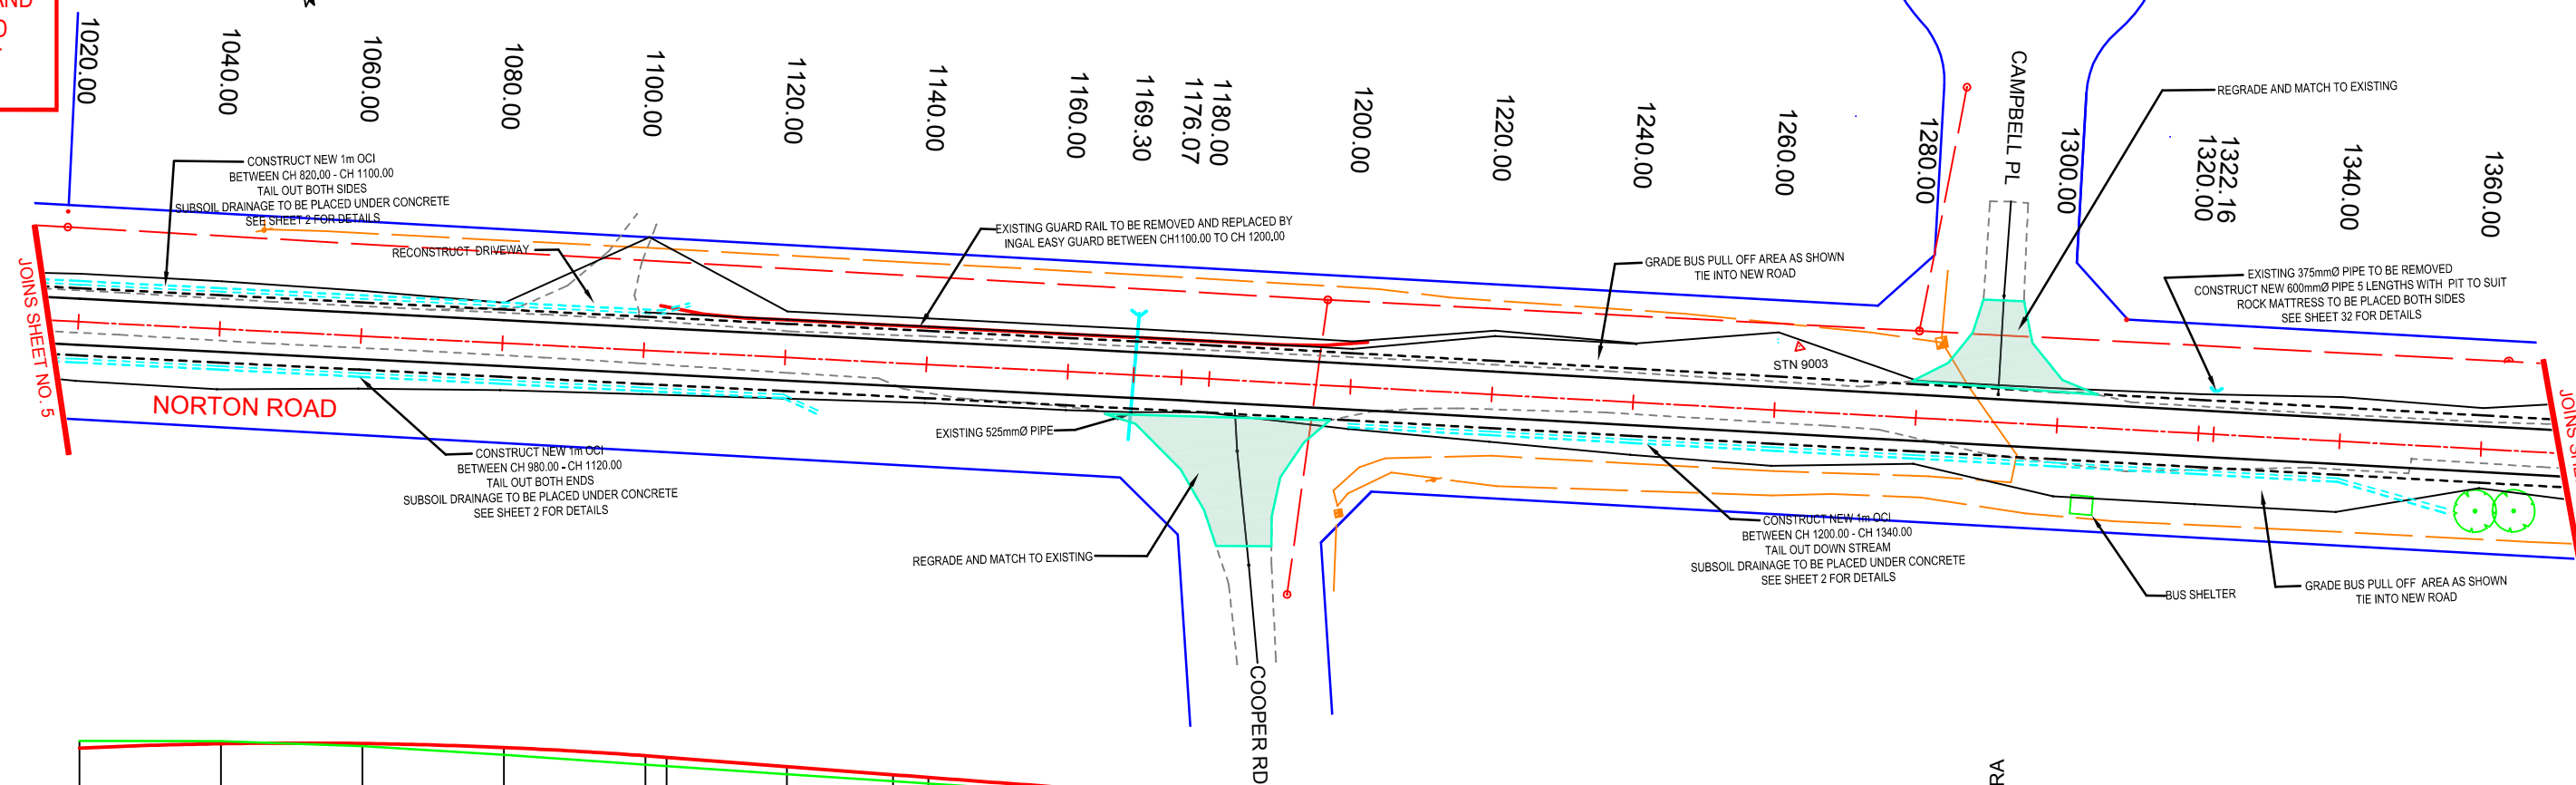 AND
1020.00
1040.00
1060.00
1080.00
1100.00
1120.00
1140.00
1160.00
1169.30
1176.07
1180.00
1200.00
1220.00
1240.00
1260.00
1280.00
CAMPBELL PL
1300.00
1320.00
1322.16
1340.00
1360.00
REGRADE AND MATCH TO EXISTING
CONSTRUCT NEW 1m OCI
BETWEEN CH 820.00 - CH 1100.00
TAIL OUT BOTH SIDES
SUBSOIL DRAINAGE TO BE PLACED UNDER CONCRETE
SEE SHEET 2 FOR DETAILS
RECONSTRUCT DRIVEWAY
EXISTING GUARD RAIL TO BE REMOVED AND REPLACED BY
INGAL EASY GUARD BETWEEN CH1100.00 TO CH 1200.00
GRADE BUS PULL OFF AREA AS SHOWN
TIE INTO NEW ROAD
EXISTING 375mmØ PIPE TO BE REMOVED
CONSTRUCT NEW 600mmØ PIPE 5 LENGTHS WITH PIT TO SUIT
ROCK MATTRESS TO BE PLACED BOTH SIDES
SEE SHEET 32 FOR DETAILS
JOINS SHEET NO. 5
STN 9003
NORTON ROAD
EXISTING 525mmØ PIPE
CONSTRUCT NEW 1m OCI
BETWEEN CH 980.00 - CH 1120.00
TAIL OUT BOTH ENDS
SUBSOIL DRAINAGE TO BE PLACED UNDER CONCRETE
SEE SHEET 2 FOR DETAILS
REGRADE AND MATCH TO EXISTING
CONSTRUCT NEW 1m OCI
BETWEEN CH 1200.00 - CH 1340.00
TAIL OUT DOWN STREAM
SUBSOIL DRAINAGE TO BE PLACED UNDER CONCRETE
SEE SHEET 2 FOR DETAILS
BUS SHELTER
GRADE BUS PULL OFF AREA AS SHOWN
TIE INTO NEW ROAD
JOINS
COOPER RD
RA